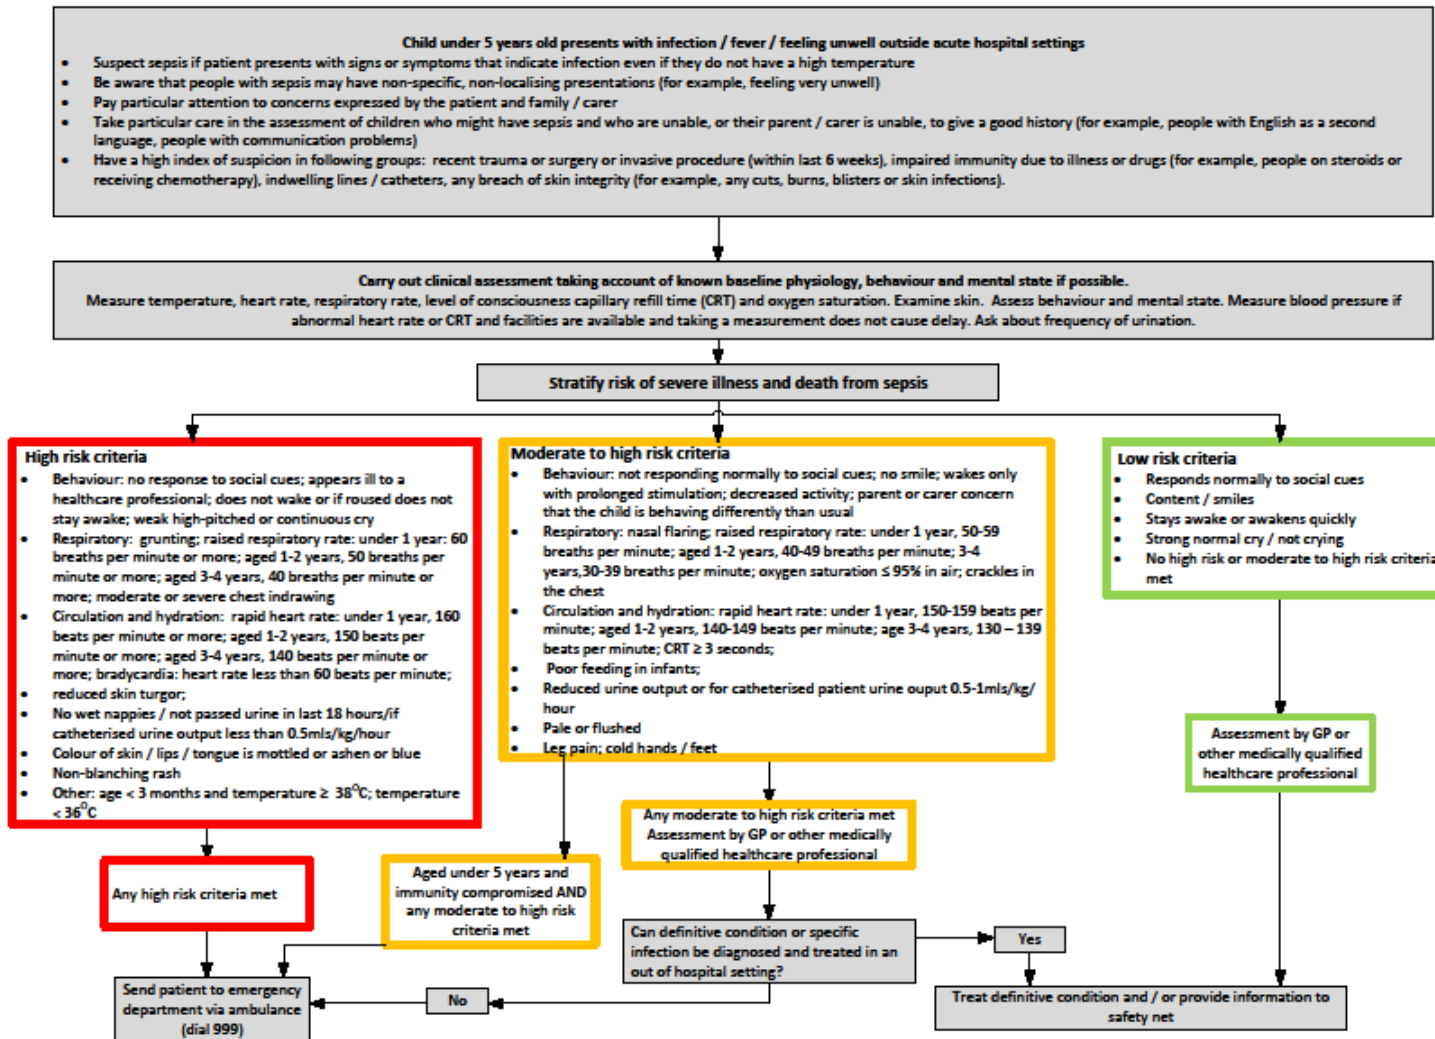 Child under 5 years old presents with infection / fever / feeling unwell outside acute hospital settings
• Suspect sepsis if patient presents with signs or symptoms that indicate infection even if they do not have a high temperature
• Be aware that people with sepsis may have non-specific, non-localising presentations (for example, feeling very unwell)
• Pay particular attention to concerns expressed by the patient and family / carer
• Take particular care in the assessment of children who might have sepsis and who are unable, or their parent / carer is unable, to give a good history (for example, people with English as a second
language, people with communication problems)
• Have a high index of suspicion in following groups: recent trauma or surgery or invasive procedure (within last 6 weeks), impaired immunity due to illness or drugs (for example, people on steroids or
receiving chemotherapy), indwelling lines / catheters, any breach of skin integrity (for example, any cuts, burns, blisters or skin infections).
Carry out clinical assessment taking account of known baseline physiology, behaviour and mental state if possible.
Measure temperature, heart rate, respiratory rate, level of consciousness capillary refill time (CRT) and oxygen saturation. Examine skin. Assess behaviour and mental state. Measure blood pressure if
abnormal heart rate or CRT and facilities are available and taking a measurement does not cause delay. Ask about frequency of urination.
Stratify risk of severe illness and death from sepsis
High risk criteria
• Behaviour: no response to social cues; appears ill to a
healthcare professional; does not wake or if roused does not
stay awake; weak high-pitched or continuous cry
• Respiratory: grunting; raised respiratory rate: under 1 year: 60
breaths per minute or more; aged 1-2 years, 50 breaths per
minute or more; aged 3-4 years, 40 breaths per minute or
more; moderate or severe chest indrawing
• Circulation and hydration: rapid heart rate: under 1 year, 160
beats per minute or more; aged 1-2 years, 150 beats per
minute or more; aged 3-4 years, 140 beats per minute or
more; bradycardia: heart rate less than 60 beats per minute;
• reduced skin turgor;
• No wet nappies / not passed urine in last 18 hours/if
catheterised urine output less than 0.5mls/kg/hour
• Colour of skin / lips / tongue is mottled or ashen or blue
• Non-blanching rash
• Other: age < 3 months and temperature ≥ 38°C; temperature
< 36°C
Moderate to high risk criteria
• Behaviour: not responding normally to social cues; no smile; wakes only
with prolonged stimulation; decreased activity; parent or carer concern
that the child is behaving differently than usual
• Respiratory: nasal flaring; raised respiratory rate: under 1 year, 50-59
breaths per minute; aged 1-2 years, 40-49 breaths per minute; 3-4
years,30-39 breaths per minute; oxygen saturation ≤ 95% in air; crackles in
the chest
• Circulation and hydration: rapid heart rate: under 1 year, 150-159 beats per
minute; aged 1-2 years, 140-149 beats per minute; age 3-4 years, 130 – 139
beats per minute; CRT ≥ 3 seconds;
• Poor feeding in infants;
• Reduced urine output or for catheterised patient urine ouput 0.5-1mls/kg/
hour
• Pale or flushed
• Leg pain; cold hands / feet
Low risk criteria
• Responds normally to social cues
• Content / smiles
• Stays awake or awakens quickly
• Strong normal cry / not crying
• No high risk or moderate to high risk criteria
met
Assessment by GP or
other medically qualified
healthcare professional
Any moderate to high risk criteria met
Assessment by GP or other medically
qualified healthcare professional
Any high risk criteria met
Aged under 5 years and
immunity compromised AND
any moderate to high risk
criteria met
Can definitive condition or specific
infection be diagnosed and treated in an
out of hospital setting?
Yes
No
Send patient to emergency
department via ambulance
(dial 999)
Treat definitive condition and / or provide information to
safety net